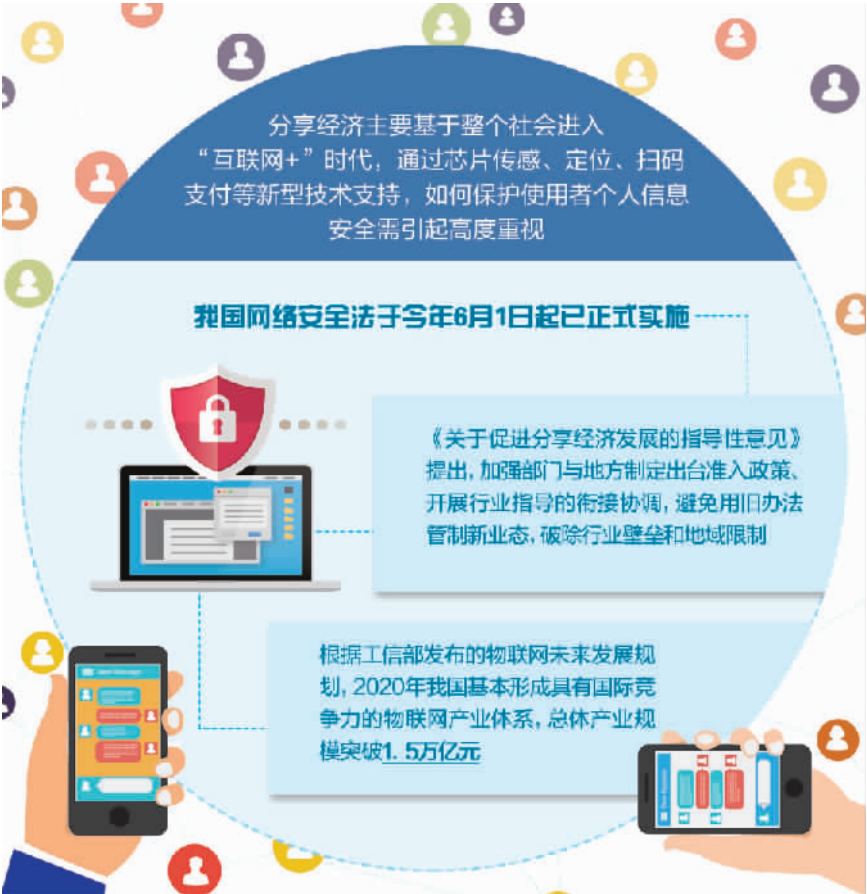 分享经济主要基于整个社会进入
“互联网+”时代，通过芯片传感、定位、扫码
支付等新型技术支持，如何保护使用者个人信息
安全需引起高度重视
我国网络安全法于今年6月1日起已正式实施
《关于促进分享经济发展的指导性意见》
提出，加强部门与地方制定出台准入政策、
开展行业指导的衔接协调，避免用旧办法
管制新业态，破除行业壁垒和地域限制
根据工信部发布的物联网未来发展规
划，2020年我国基本形成具有国际竞
争力的物联网产业体系，总体产业规
模突破1.5万亿元